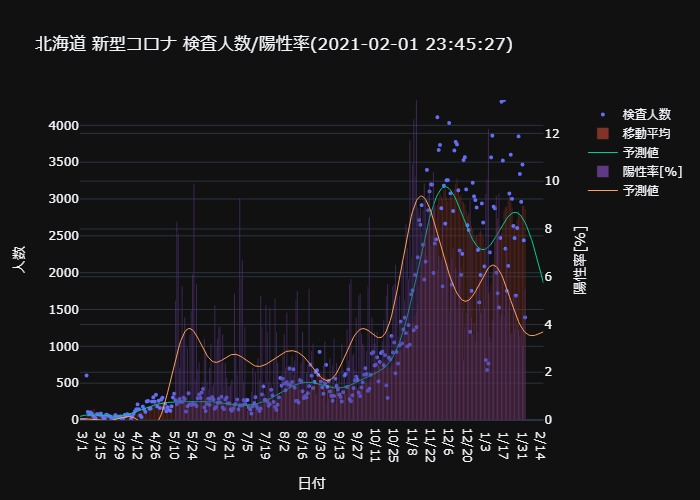 北海道 新型コロナ 検査人数/陽性率(2021-02-01 23:45:27)
検査人数
移動平均
予測値
陽性率[%]
予測値
4000
3500
3000
2500
2000
1500
1000
500
0
人数
12
10
8
6
4
2
0
陽性率[%]
3/1 3/15 3/29 4/12 4/26 5/10 5/24 6/7 6/21 7/5 7/19 8/2 8/16 8/30 9/13 9/27 10/11 10/25 11/8 11/22 12/6 12/20 1/3 1/17 1/31 2/14
日付